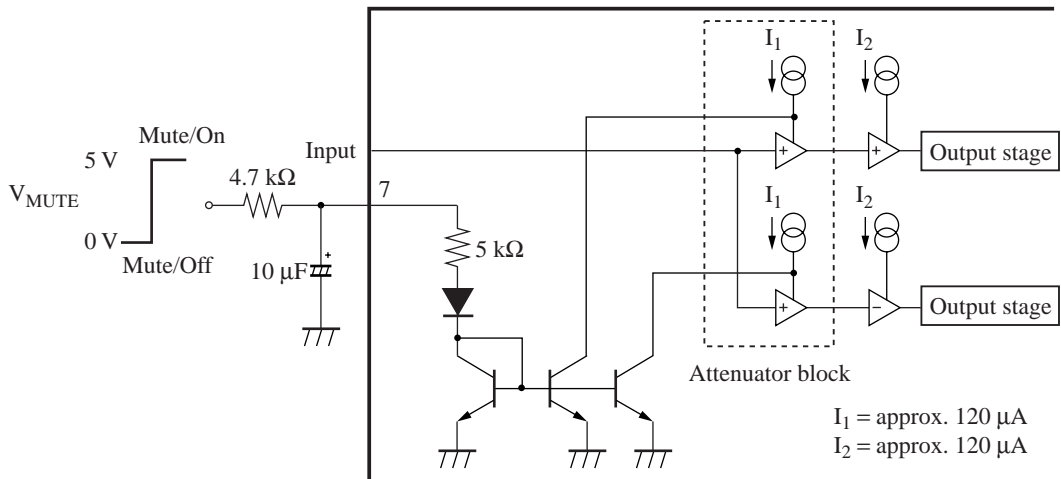 I1
I2
Mute/On
5 V
Input
+
+
Output stage
4.7 kΩ
7
VMUTE
I1
I2
0 V
5 kΩ
Mute/Off
+
10 μF
+
−
Output stage
Attenuator block
I1 = approx. 120 μA
I2 = approx. 120 μA